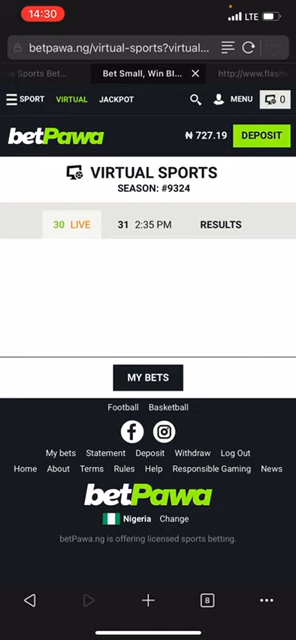 14:30
LTE
betpawa.ng/virtual-sports?virtual...
e Sports Bet...
Bet Small, Win BI...
http://www.flash
SPORT
VIRTUAL
JACKPOT
MENU
0
betPawa
₦ 727.19
DEPOSIT
VIRTUAL SPORTS
SEASON: #9324
30 LIVE
31 2:35 PM
RESULTS
MY BETS
Football Basketball
My bets Statement Deposit Withdraw Log Out
Home About Terms Rules Help Responsible Gaming News
betPawa
Nigeria Change
betPawa.ng is offering licensed sports betting.
8